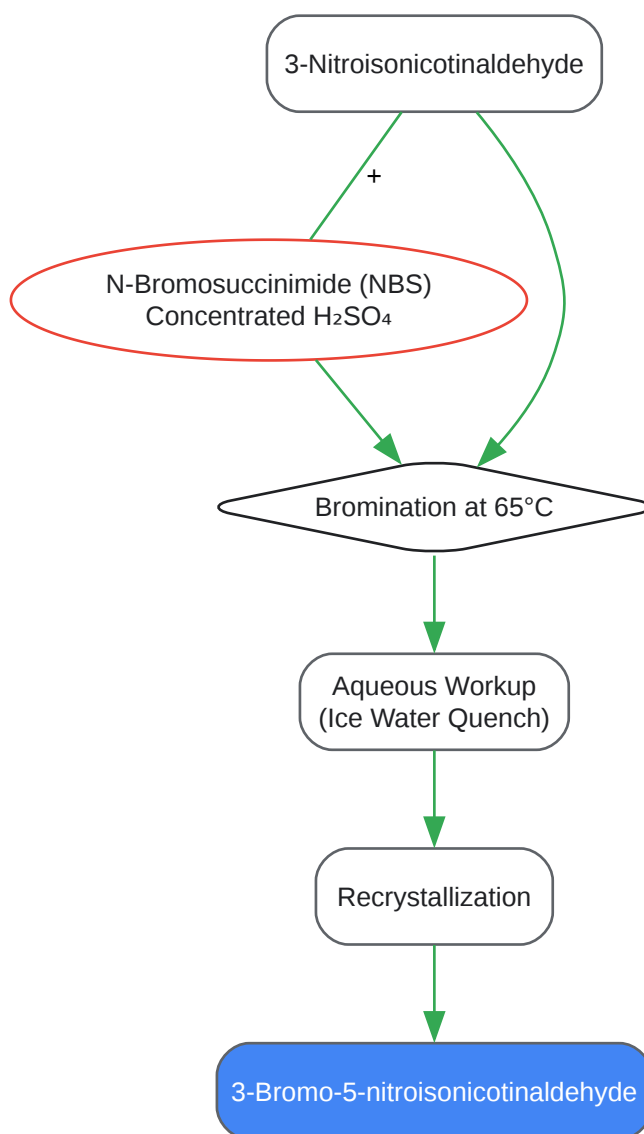 3-Nitroisonicotinaldehyde
+
N-Bromosuccinimide (NBS)
Concentrated H₂SO₄
Bromination at 65°C
Aqueous Workup
(Ice Water Quench)
Recrystallization
3-Bromo-5-nitroisonicotinaldehyde